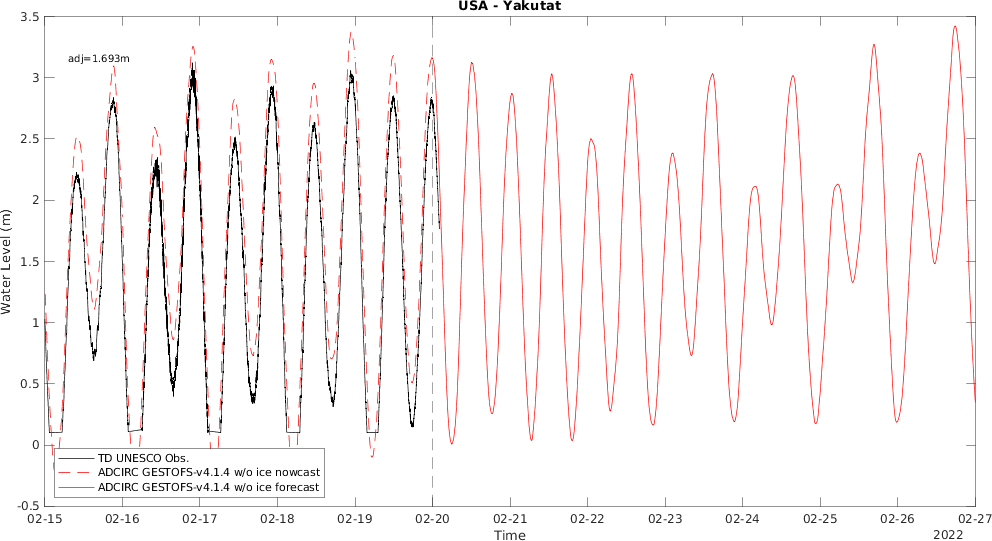 USA - Yakutat
adj=1.693m
3.5
3
2.5
2
1.5
1
0.5
0
-0.5
Water Level (m)
TD UNESCO Obs.
ADCIRC GESTOFS-v4.1.4 w/o ice nowcast
ADCIRC GESTOFS-v4.1.4 w/o ice forecast
02-15 02-16 02-17 02-18 02-19 02-20 02-21 02-22 02-23 02-24 02-25 02-26 02-27
Time
2022